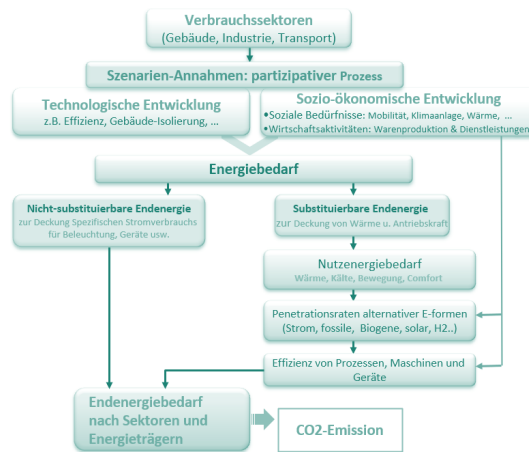 Verbrauchssektoren
(Gebäude, Industrie, Transport)
Szenarien-Annahmen: partizipativer Prozess
Technologische Entwicklung
z.B. Effizienz, Gebäude-Isolierung, ...
Sozio-ökonomische Entwicklung
•Soziale Bedürfnisse: Mobilität, Klimaanlage, Wärme, ...
•Wirtschaftsaktivitäten: Warenproduktion & Dienstleistungen
Energiebedarf
Nicht-substituierbare Endenergie
zur Deckung Spezifischen Stromverbrauchs
für Beleuchtung, Geräte usw.
Substituierbare Endenergie
zur Deckung von Wärme u. Antriebskraft
Nutzenergiebedarf
Wärme, Kälte, Bewegung, Comfort
Penetrationsraten alternativer E-formen
(Strom, fossile, Biogene, solar, H2..)
Effizienz von Prozessen, Maschinen und
Geräte
Endenergiebedarf
nach Sektoren und
Energieträgern
CO2-Emission